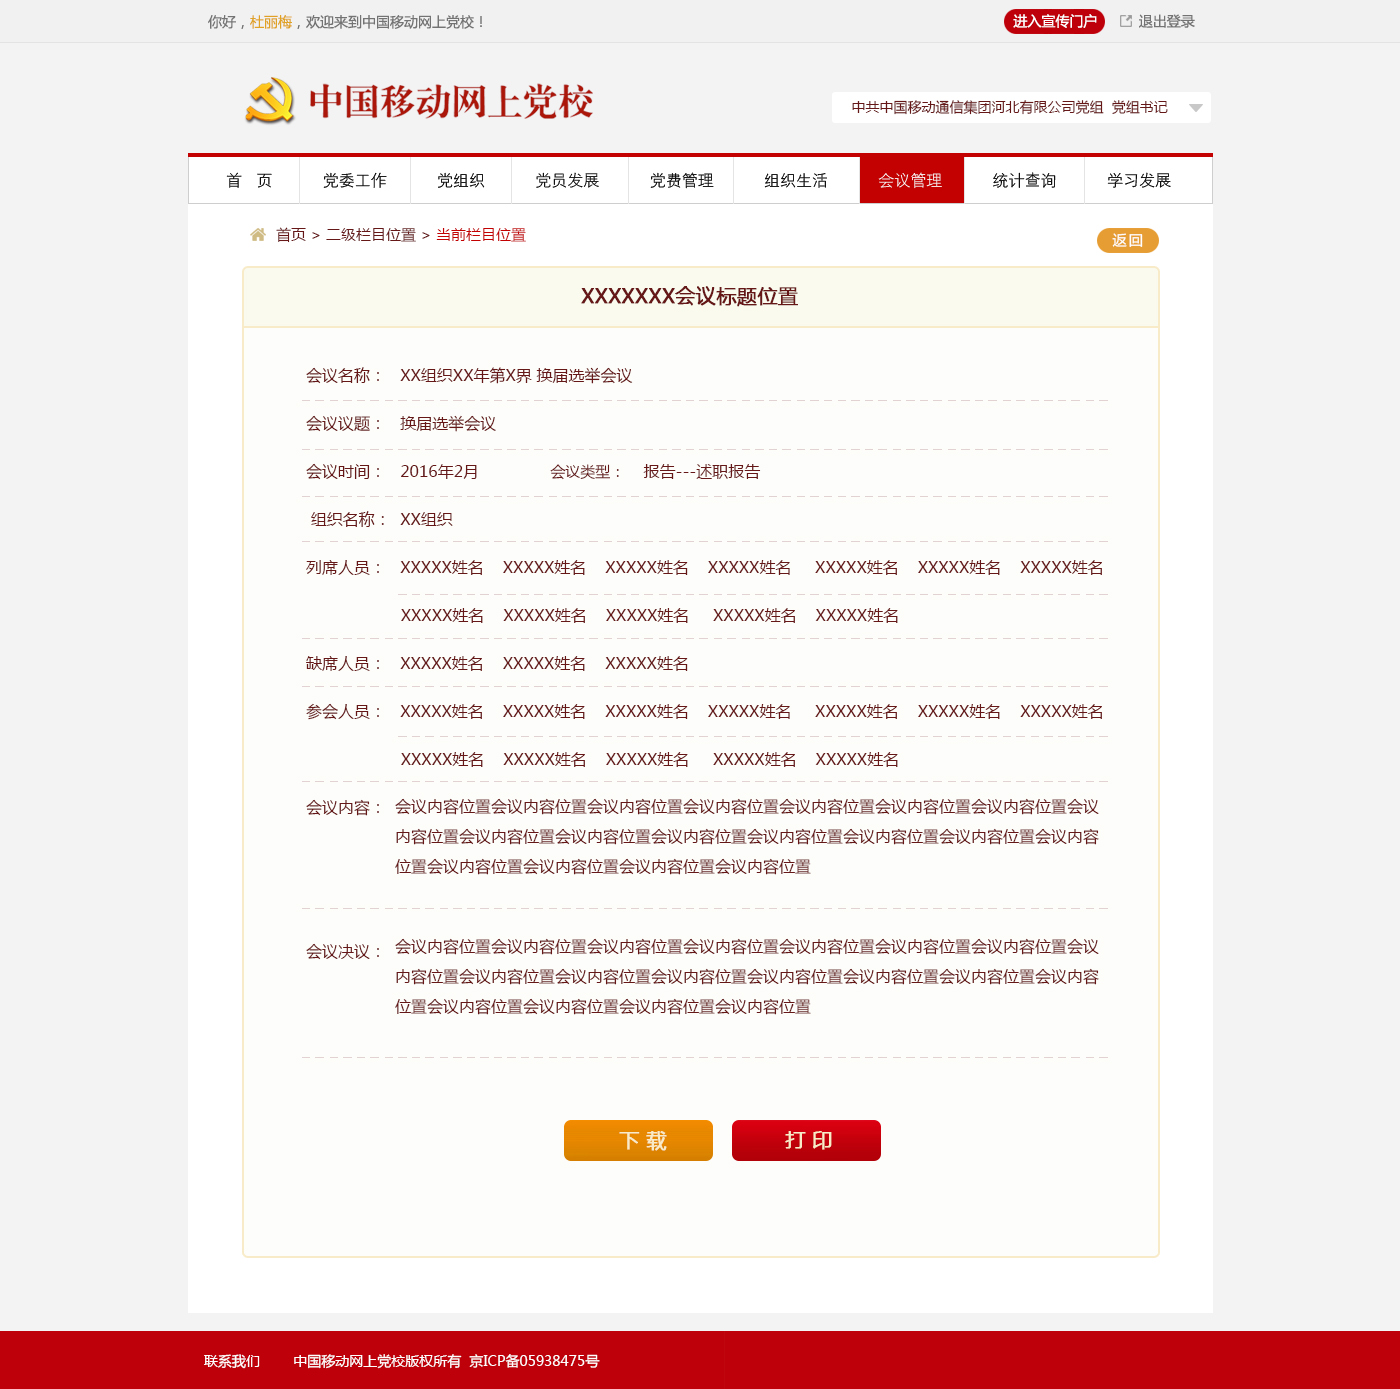 你好，杜丽梅，欢迎来到中国移动网上党校！ 进入宣传门户 退出登录
中国移动网上党校
中共中国移动通信集团河北有限公司党组 党组书记
首 页 党委工作 党组织 党员发展 党费管理 组织生活 会议管理 统计查询 学习发展
首页 > 二级栏目位置 > 当前栏目位置 返回
XXXXXXX会议标题位置
会议名称： XX组织XX年第X界 换届选举会议
会议议题： 换届选举会议
会议时间： 2016年2月 会议类型： 报告---述职报告
组织名称： XX组织
列席人员： XXXXX姓名 XXXXX姓名 XXXXX姓名 XXXXX姓名 XXXXX姓名 XXXXX姓名 XXXXX姓名
XXXXX姓名 XXXXX姓名 XXXXX姓名 XXXXX姓名 XXXXX姓名
缺席人员： XXXXX姓名 XXXXX姓名 XXXXX姓名
参会人员： XXXXX姓名 XXXXX姓名 XXXXX姓名 XXXXX姓名 XXXXX姓名 XXXXX姓名 XXXXX姓名
XXXXX姓名 XXXXX姓名 XXXXX姓名 XXXXX姓名 XXXXX姓名
会议内容： 会议内容位置会议内容位置会议内容位置会议内容位置会议内容位置会议内容位置会议内容位置会议
内容位置会议内容位置会议内容位置会议内容位置会议内容位置会议内容位置会议内容位置会议内容
位置会议内容位置会议内容位置会议内容位置会议内容位置
会议决议： 会议内容位置会议内容位置会议内容位置会议内容位置会议内容位置会议内容位置会议内容位置会议
内容位置会议内容位置会议内容位置会议内容位置会议内容位置会议内容位置会议内容位置会议内容
位置会议内容位置会议内容位置会议内容位置会议内容位置
下 载 打 印
联系我们 中国移动网上党校版权所有 京ICP备05938475号